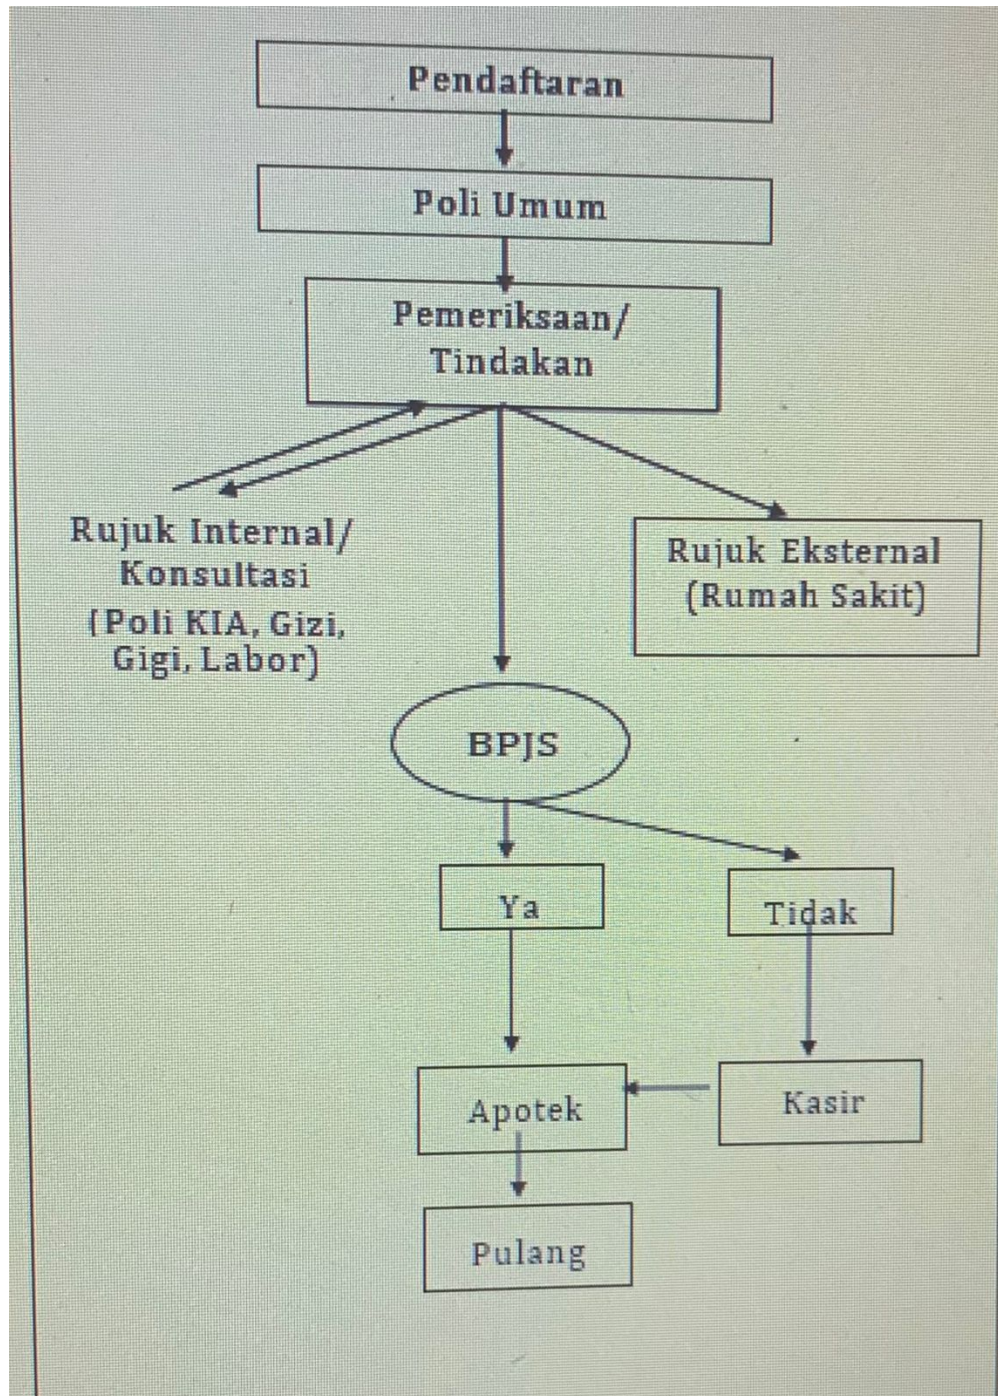 Pendaftaran
Poli Umum
Pemeriksaan/
Tindakan
Rujuk Internal/
Konsultasi
(Poli KIA, Gizi,
Gigi, Labor)
Rujuk Eksternal
(Rumah Sakit)
BPJS
Ya
Tidak
Apotek
Kasir
Pulang